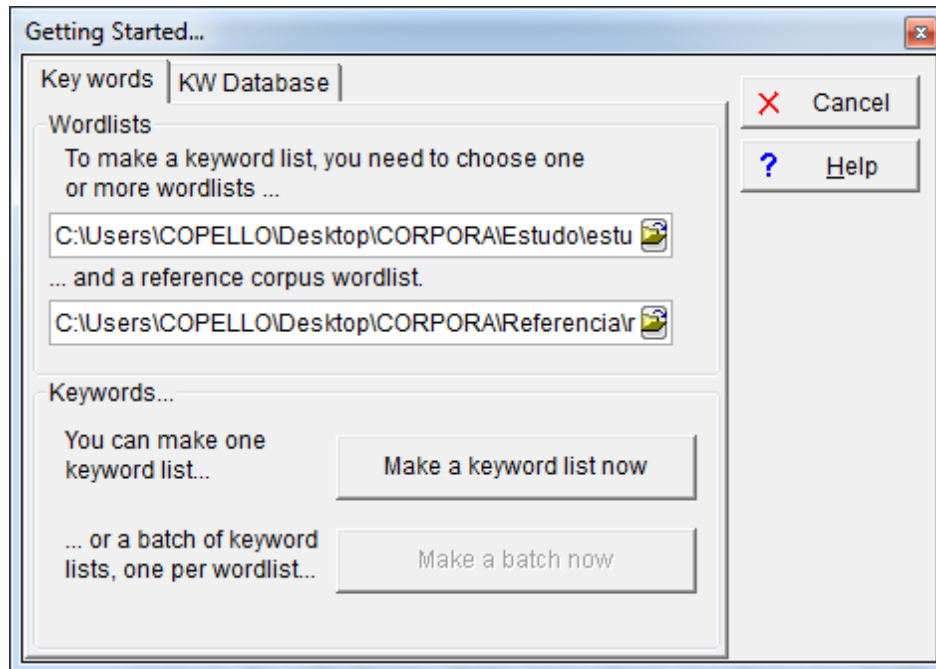 Getting Started...
Key words
KW Database
Cancel
Help
Wordlists
To make a keyword list, you need to choose one
or more wordlists ...
C:\Users\COPELLO\Desktop\CORPORA\Estudo\estu
... and a reference corpus wordlist.
C:\Users\COPELLO\Desktop\CORPORA\Referencia\r
Keywords...
You can make one
keyword list...
Make a keyword list now
... or a batch of keyword
lists, one per wordlist...
Make a batch now